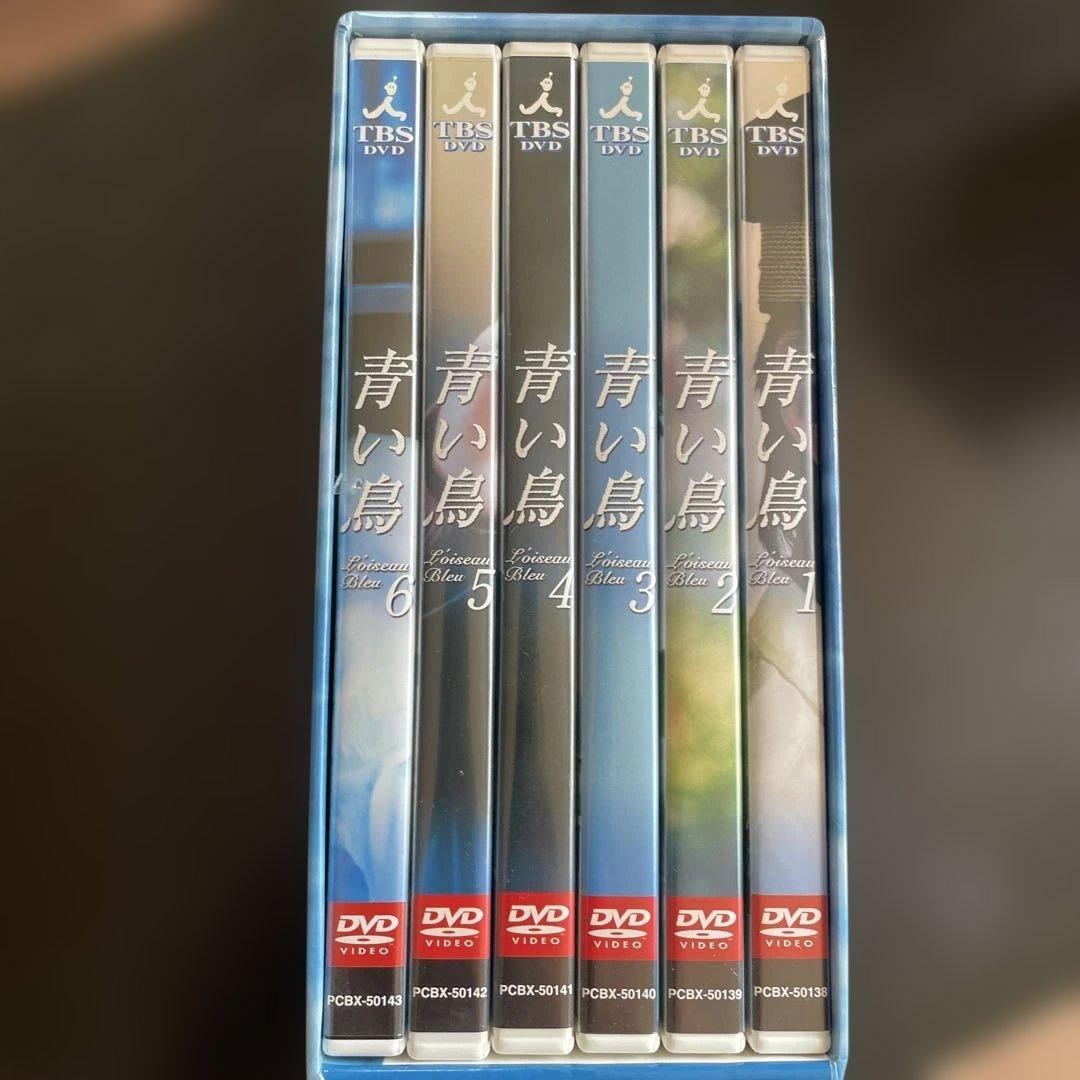 TBS
DVD
青い鳥
L'oiseau
Bleu
6
DVD
VIDEO
PCBX-50143
TBS
DVD
青い鳥
L'oiseau
Bleu
5
DVD
VIDEO
PCBX-50142
TBS
DVD
青い鳥
L'oiseau
Bleu
4
DVD
VIDEO
PCBX-50141
TBS
DVD
青い鳥
L'oiseau
Bleu
3
DVD
VIDEO
PCBX-50140
TBS
DVD
青い鳥
L'oiseau
Bleu
2
DVD
VIDEO
PCBX-50139
TBS
DVD
青い鳥
L'oiseau
Bleu
1
DVD
VIDEO
PCBX-50138